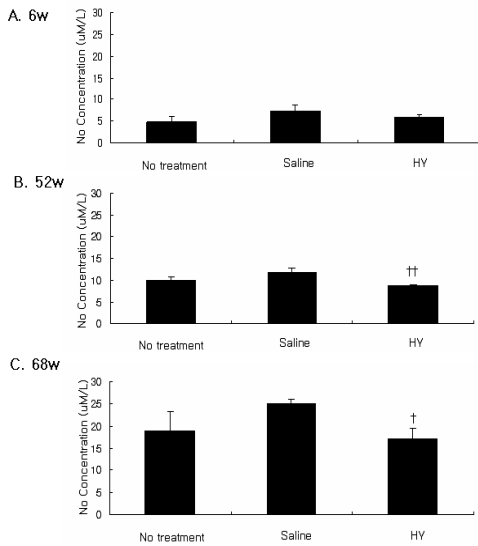 A. 6w
No Concentration (uM/L)
30
25
20
15
10
5
0
No treatment Saline HY
B. 52w
No Concentration (uM/L)
30
25
20
15
10
5
0
††
No treatment Saline HY
C. 68w
No Concentration (uM/L)
30
25
20
15
10
5
0
†
No treatment Saline HY